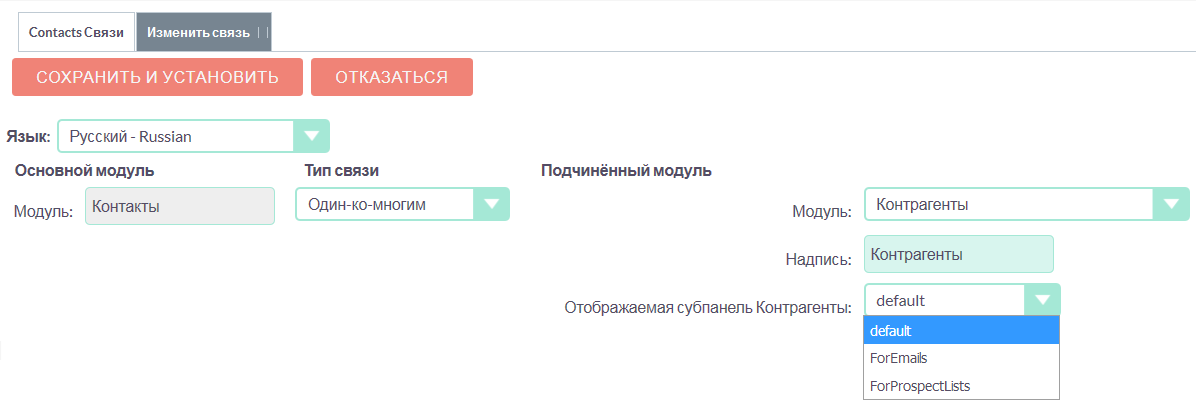 Contacts Связи
Изменить связь
СОХРАНИТЬ И УСТАНОВИТЬ ОТКАЗАТЬСЯ
Язык: Русский - Russian
Основной модуль Тип связи Подчинённый модуль
Модуль: Контакты Один-ко-многим Модуль: Контрагенты
Надпись: Контрагенты
Отображаемая субпанель Контрагенты: default
default
ForEmails
ForProspectLists